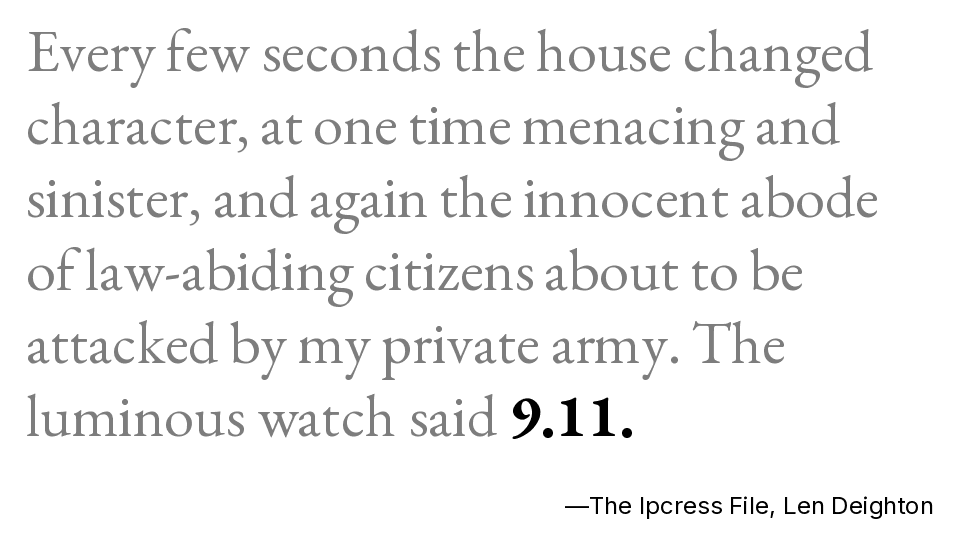 Every few seconds the house changed
character, at one time menacing and
sinister, and again the innocent abode
of law-abiding citizens about to be
attacked by my private army. The
luminous watch said 9.11.
—The Ipcress File, Len Deighton